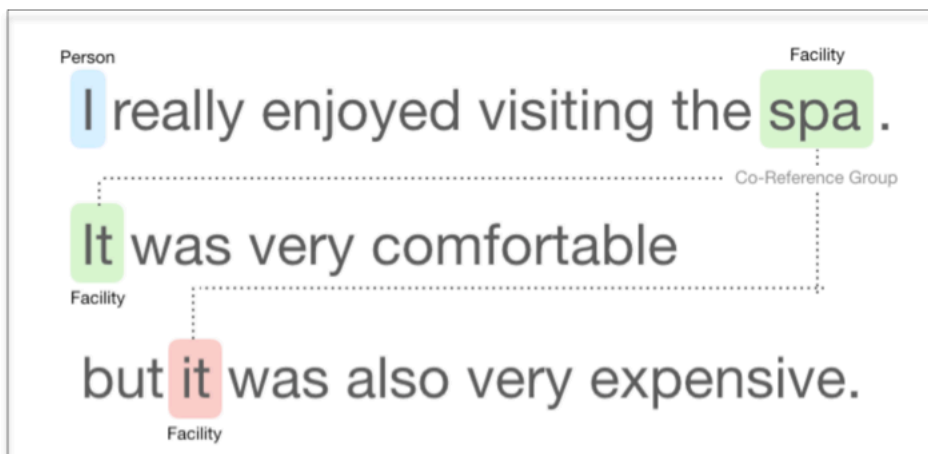 Person
Facility
I really enjoyed visiting the spa .
Co-Reference Group
It was very comfortable
Facility
but it was also very expensive.
Facility